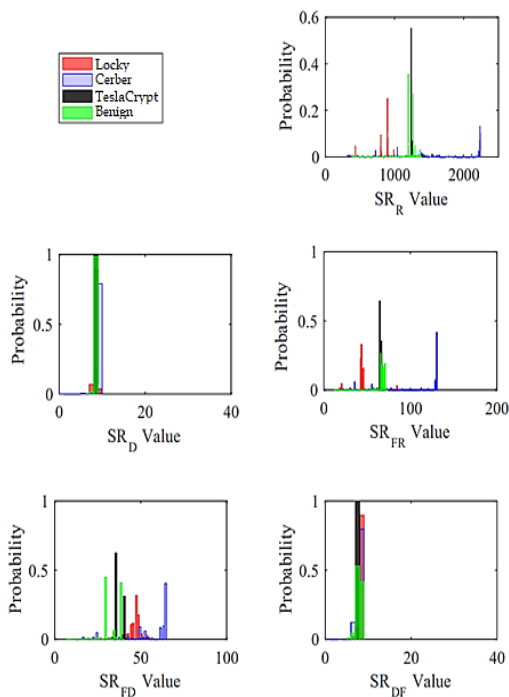 Locky
Cerber
TeslaCrypt
Benign
Probability
0.6
0.4
0.2
0
0 1000 2000
SR_R Value
Probability
1
0.5
0
0 20 40
SR_D Value
Probability
1
0.5
0
0 100 200
SR_FR Value
Probability
1
0.5
0
0 50 100
SR_FD Value
Probability
1
0.5
0
0 20 40
SR_DF Value